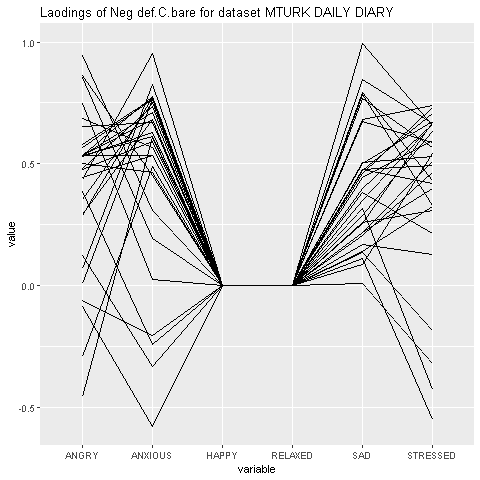 Laodings of Neg def.C.bare for dataset MTURK DAILY DIARY
1.0
0.5
0.0
-0.5
value
ANGRY ANXIOUS HAPPY RELAXED SAD STRESSED
variable